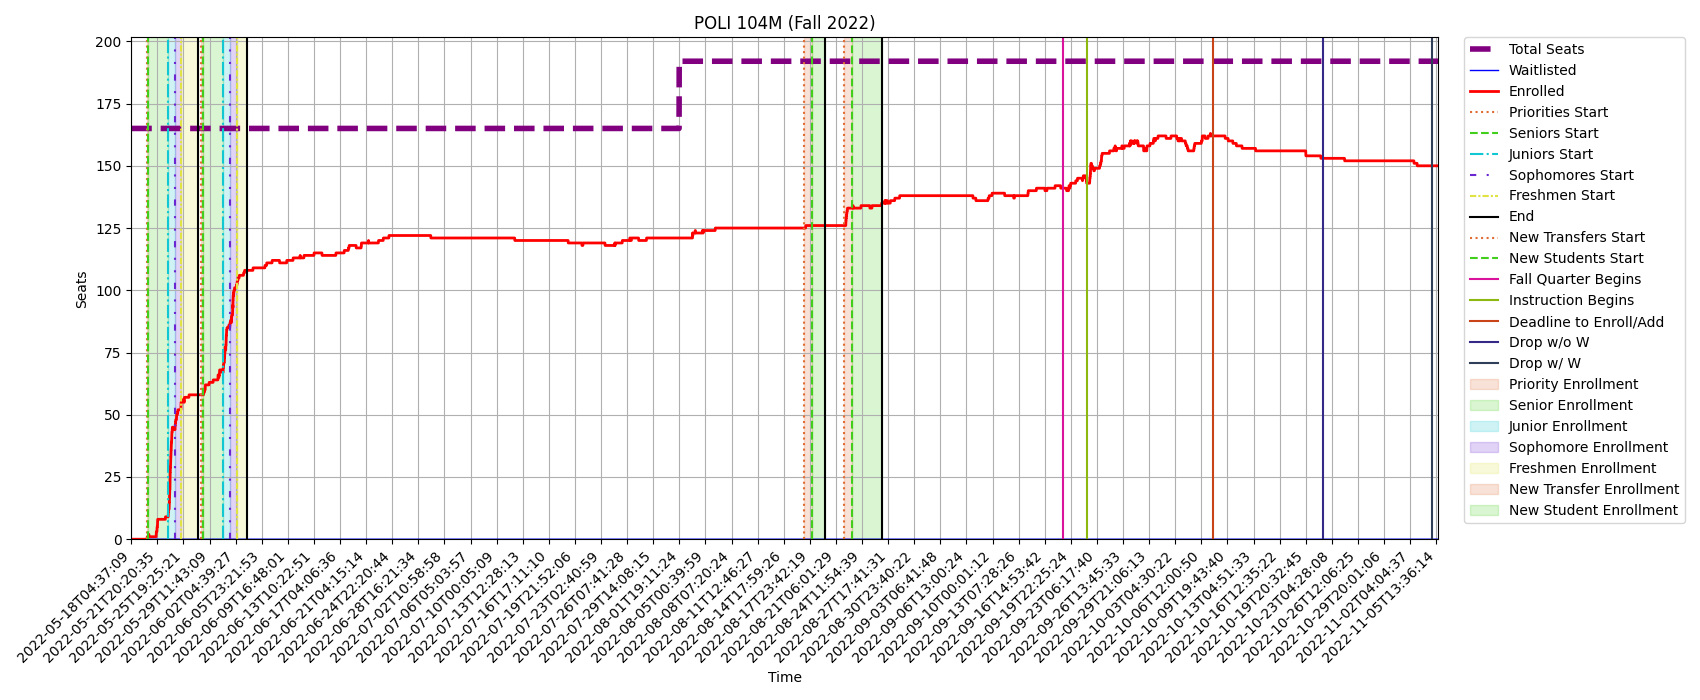 POLI 104M (Fall 2022)
200
175
150
125
100
75
50
25
0
Seats
2022-05-18T04:37:09
2022-05-21T20:20:35
2022-05-25T19:25:21
2022-05-29T11:43:09
2022-06-02T04:39:27
2022-06-05T23:21:53
2022-06-09T16:48:01
2022-06-13T10:22:51
2022-06-17T04:06:36
2022-06-21T04:15:14
2022-06-24T22:20:44
2022-06-28T16:21:34
2022-07-02T10:58:58
2022-07-06T05:03:57
2022-07-10T00:05:09
2022-07-13T12:28:13
2022-07-16T17:11:10
2022-07-19T21:52:06
2022-07-23T02:40:59
2022-07-26T07:41:28
2022-07-29T14:08:15
2022-08-01T19:11:24
2022-08-05T00:39:59
2022-08-08T07:20:24
2022-08-11T12:46:27
2022-08-14T17:59:26
2022-08-17T23:42:19
2022-08-21T06:01:29
2022-08-24T11:54:39
2022-08-27T17:41:31
2022-08-30T23:40:22
2022-09-03T06:41:48
2022-09-06T13:00:24
2022-09-10T00:01:12
2022-09-13T07:28:26
2022-09-16T14:53:42
2022-09-19T22:25:24
2022-09-23T06:17:40
2022-09-26T13:45:33
2022-09-29T21:06:13
2022-10-03T04:30:22
2022-10-06T12:00:50
2022-10-09T19:43:40
2022-10-13T04:51:33
2022-10-16T12:35:22
2022-10-19T20:32:45
2022-10-23T04:28:08
2022-10-26T12:06:25
2022-10-29T20:01:06
2022-11-02T04:04:37
2022-11-05T13:36:14
Time
Total Seats
Waitlisted
Enrolled
Priorities Start
Seniors Start
Juniors Start
Sophomores Start
Freshmen Start
End
New Transfers Start
New Students Start
Fall Quarter Begins
Instruction Begins
Deadline to Enroll/Add
Drop w/o W
Drop w/ W
Priority Enrollment
Senior Enrollment
Junior Enrollment
Sophomore Enrollment
Freshmen Enrollment
New Transfer Enrollment
New Student Enrollment